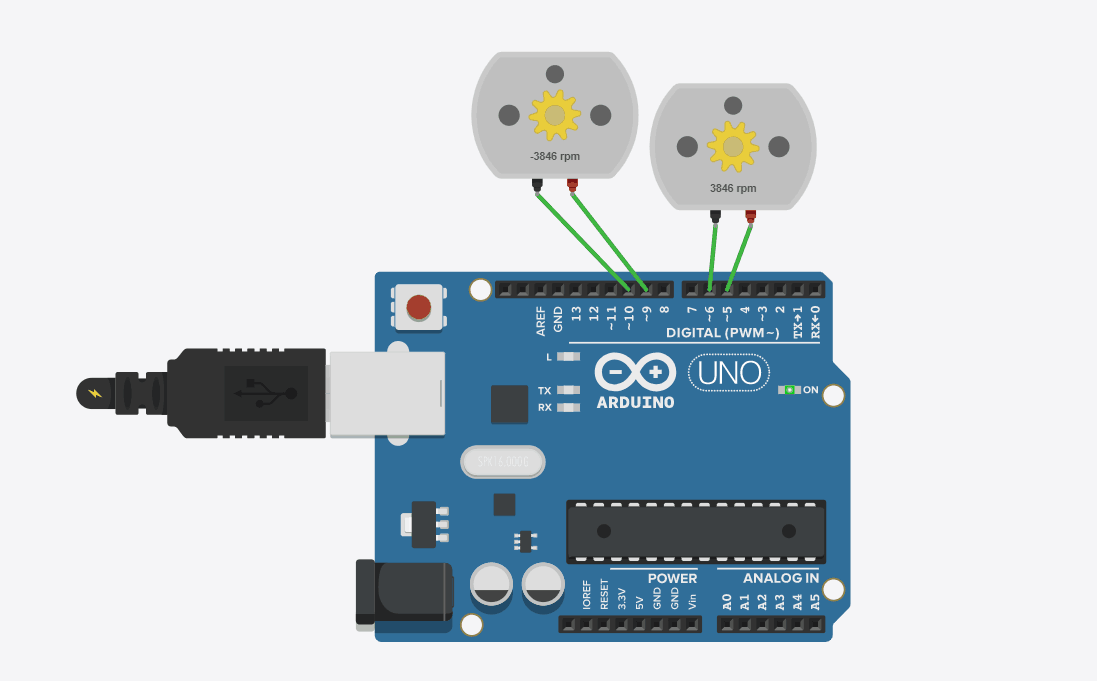 -3846 rpm
3846 rpm
AREF
GND
13
12
~11
~10
~9
8
7
~6
~5
4
~3
2
TX→1
RX←0
DIGITAL (PWM~)
L
TX
RX
UNO
ARDUINO
ON
SPK16.000G
POWER
ANALOG IN
IOREF
RESET
3.3V
5V
GND
GND
Vin
A0
A1
A2
A3
A4
A5